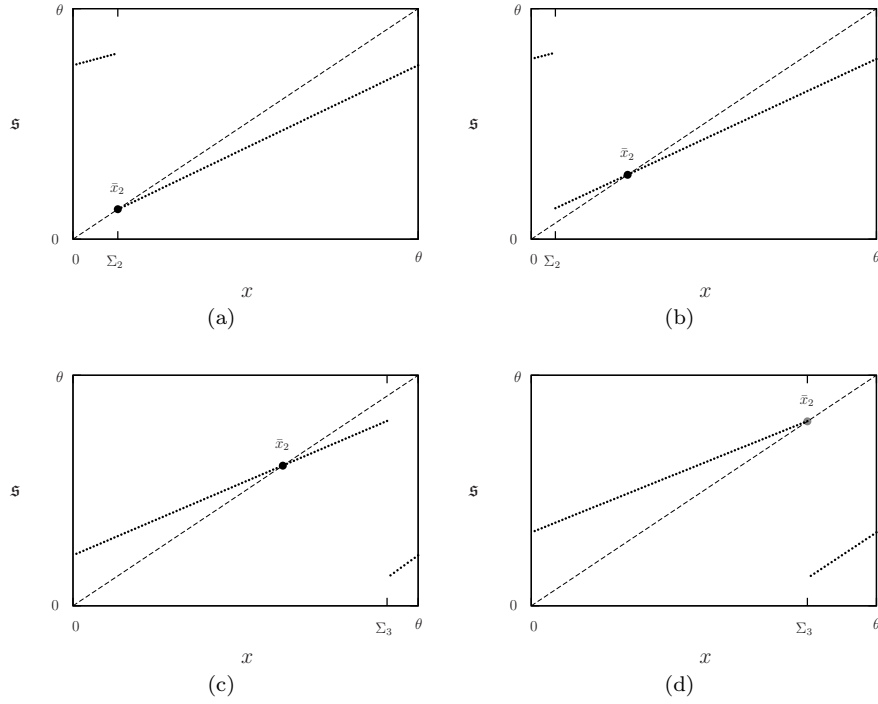 θ θ
x̄₂
𝔰 𝔰
x̄₂
0 0
0 Σ₂ θ 0 Σ₂ θ
x x
(a) (b)
θ θ
x̄₂
x̄₂
𝔰 𝔰
0 0
0 Σ₃ θ 0 Σ₃ θ
x x
(c) (d)